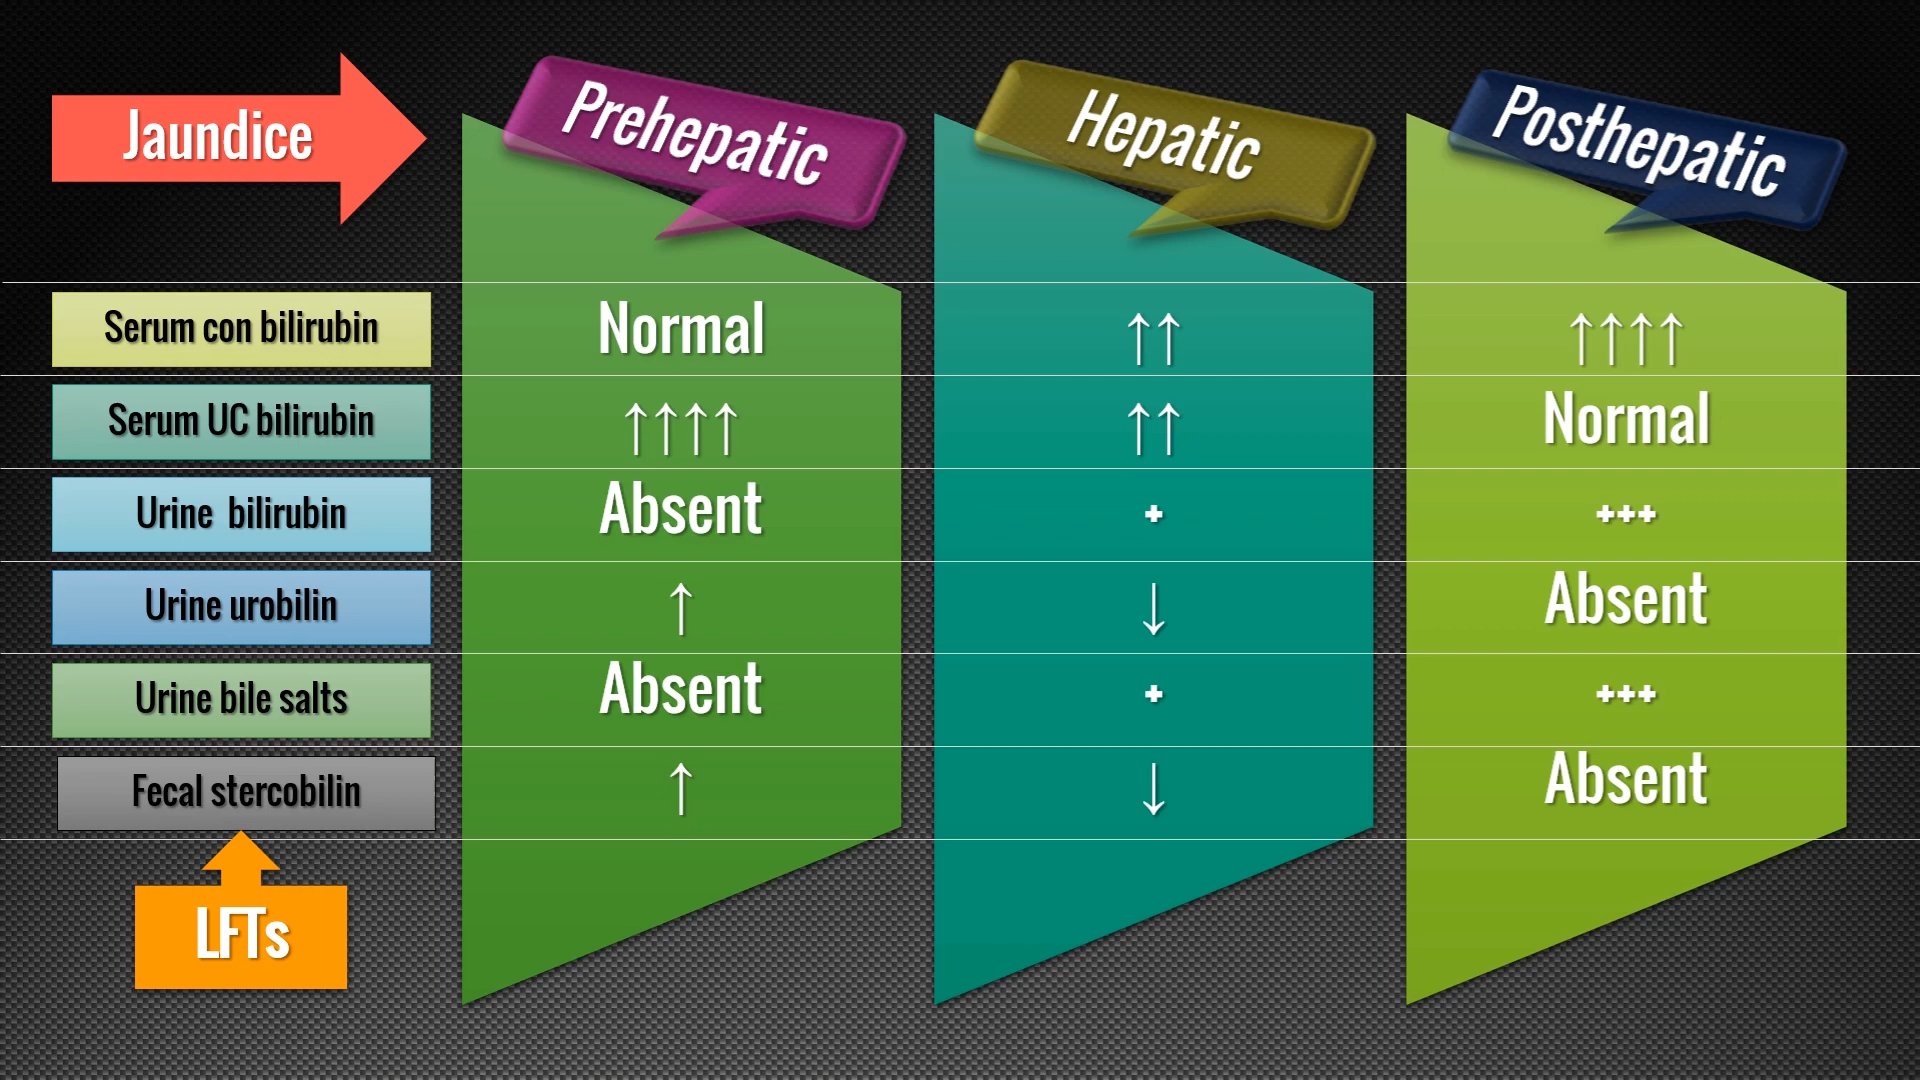 Jaundice
Prehepatic
Hepatic
Posthepatic
Serum con bilirubin
Normal
↑↑
↑↑↑↑
Serum UC bilirubin
↑↑↑↑
↑↑
Normal
Urine bilirubin
Absent
+
+++
Urine urobilin
↑
↓
Absent
Urine bile salts
Absent
+
+++
Fecal stercobilin
↑
↓
Absent
LFTs